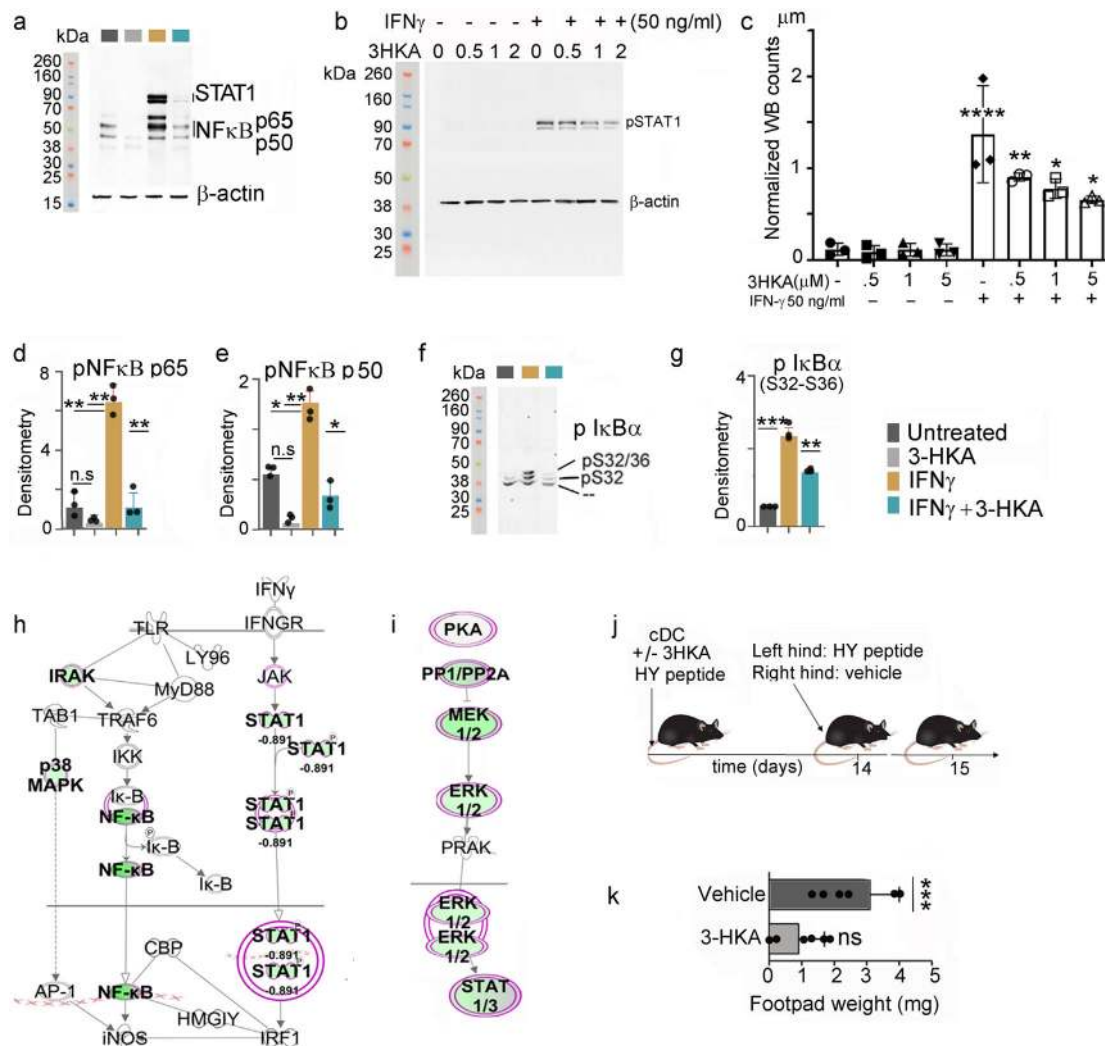 a
kDa
260
160
90
70
50
38
30
25
15
STAT1
NFκB p65
p50
β-actin
b
IFNγ - - - - + + + + (50 ng/ml)
3HKA 0 0.5 1 2 0 0.5 1 2
kDa
260
160
90
70
50
38
30
25
pSTAT1
β-actin
c
μm
Normalized WB counts
2
1
0
**** ** * *
3HKA(μM) - .5 1 5 - .5 1 5
IFN-γ 50 ng/ml – – – + + + +
d
pNFκB p65
Densitometry
8
4
0
** ** **
n.s
e
pNFκB p50
Densitometry
2
0
* ** *
n.s
f
kDa
260
160
90
70
50
38
30
25
p IκBα
pS32/36
pS32
--
g
p IκBα
(S32-S36)
Densitometry
4
2
0
*** **
Untreated
3-HKA
IFNγ
IFNγ+3-HKA
h
IFNγ
IFNGR
TLR
LY96
IRAK
MyD88
JAK
TAB1
TRAF6
STAT1
-0.891
P
STAT1
-0.891
IKK
p38
MAPK
Iκ-B
NF-κB
P
STAT1
STAT1
-0.891
P
Iκ-B
NF-κB
Iκ-B
P
STAT1
-0.891
STAT1
-0.891
CBP
AP-1
NF-κB
HMGIY
iNOS
IRF1
i
PKA
PP1/PP2A
MEK
1/2
ERK
1/2
PRAK
ERK
1/2
ERK
1/2
STAT
1/3
j
cDC
+/- 3HKA
HY peptide
Left hind: HY peptide
Right hind: vehicle
time (days)
14
15
k
Vehicle
***
3-HKA
ns
0 1 2 3 4 5
Footpad weight (mg)